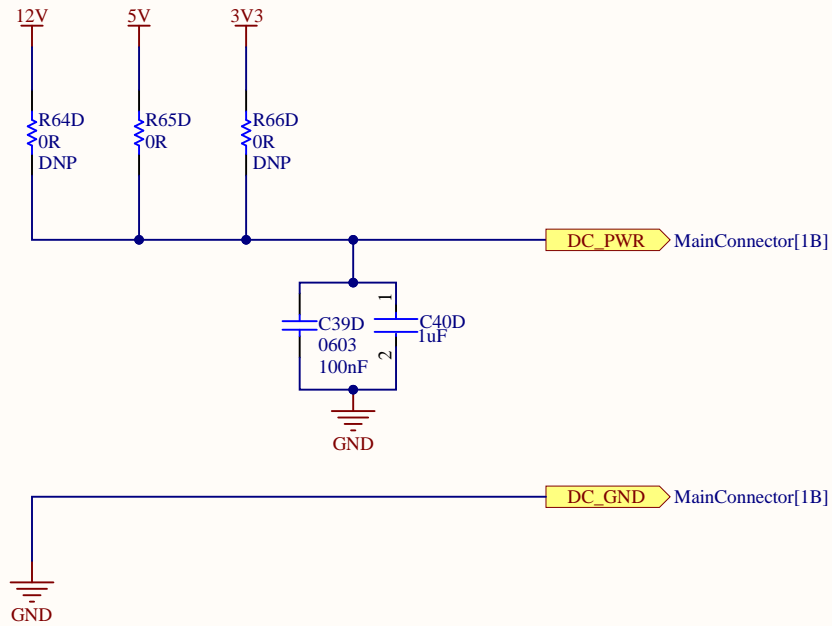 12V
5V
3V3
R64D
0R
DNP
R65D
0R
R66D
0R
DNP
DC_PWR
MainConnector[1B]
1
C39D
0603
100nF
C40D
1uF
2
GND
DC_GND
MainConnector[1B]
GND